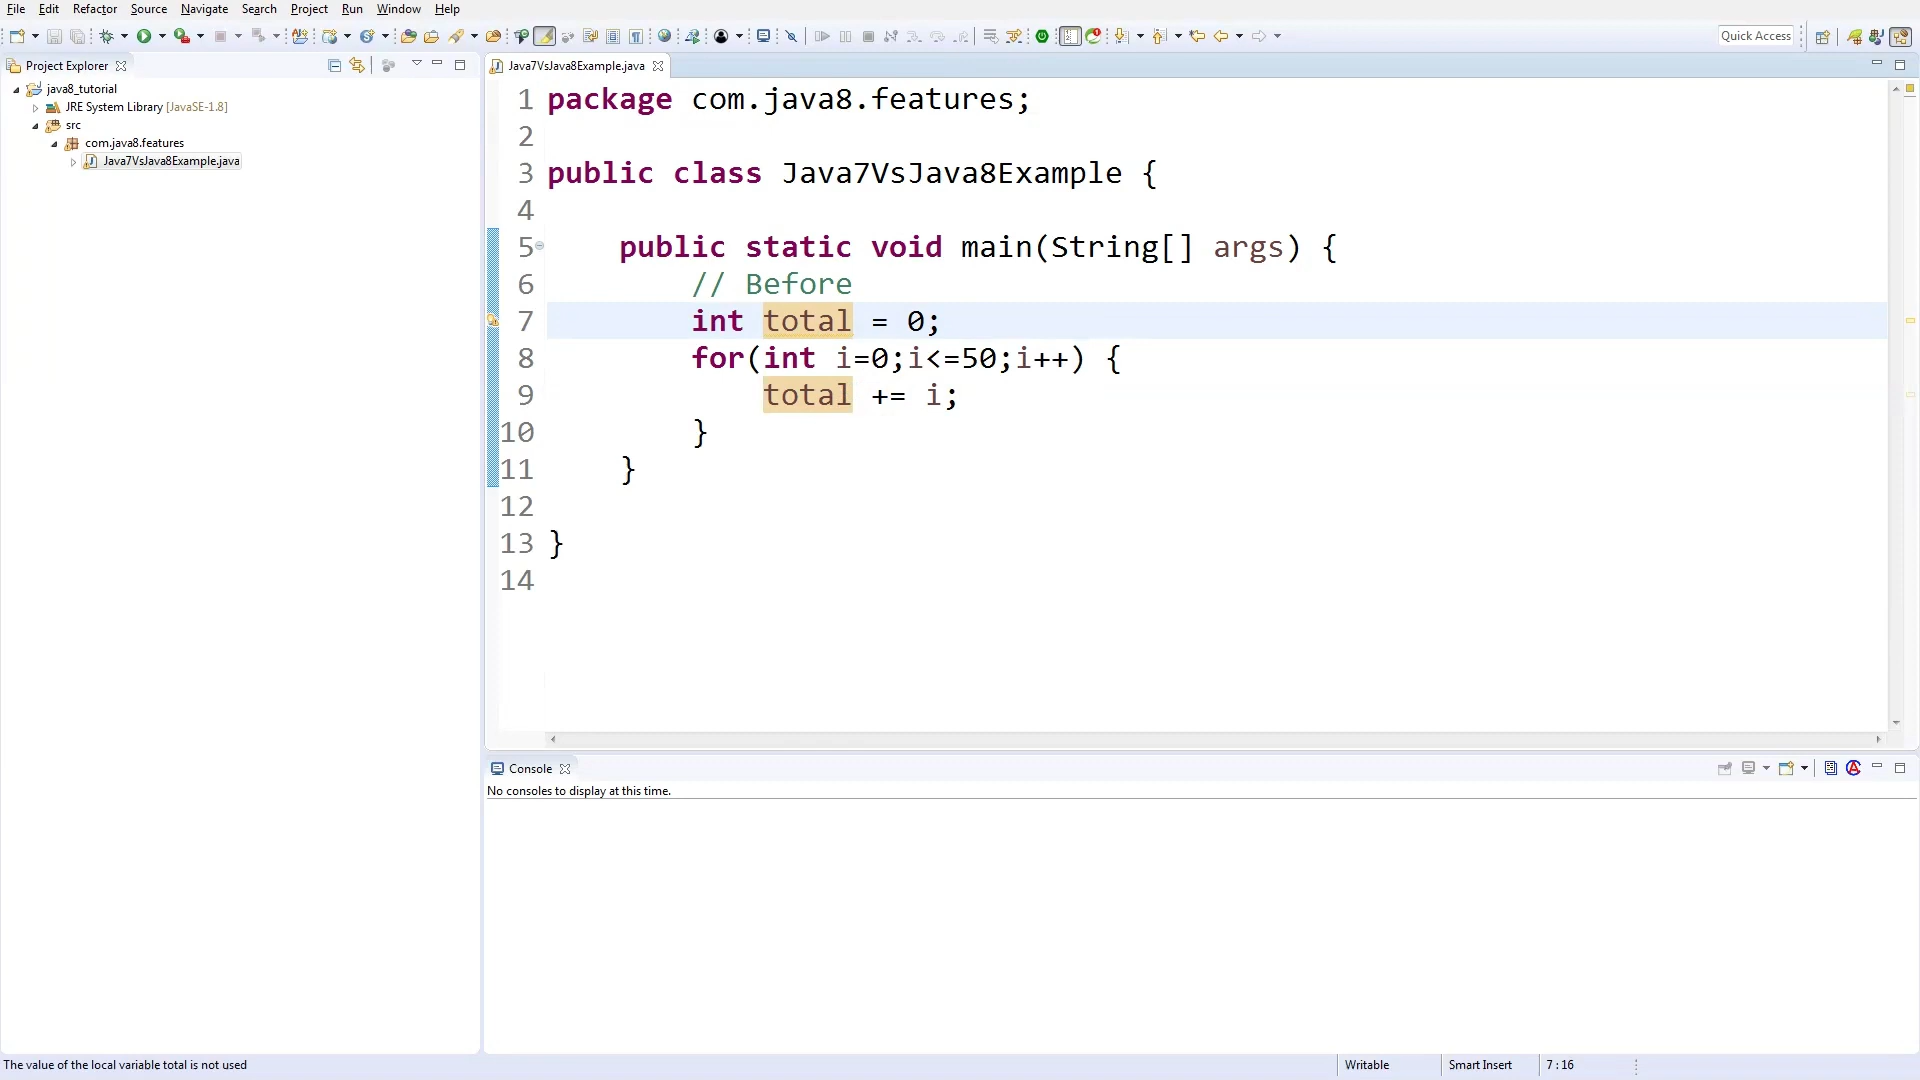 File Edit Refactor Source Navigate Search Project Run Window Help
Quick Access
Project Explorer
java8_tutorial
JRE System Library [JavaSE-1.8]
src
com.java8.features
Java7VsJava8Example.java
Java7VsJava8Example.java
1 package com.java8.features;
2
3 public class Java7VsJava8Example {
4
5 public static void main(String[] args) {
6 // Before
7 int total = 0;
8 for(int i=0;i<=50;i++) {
9 total += i;
10 }
11 }
12
13 }
14
Console
No consoles to display at this time.
The value of the local variable total is not used
Writable
Smart Insert
7 : 16